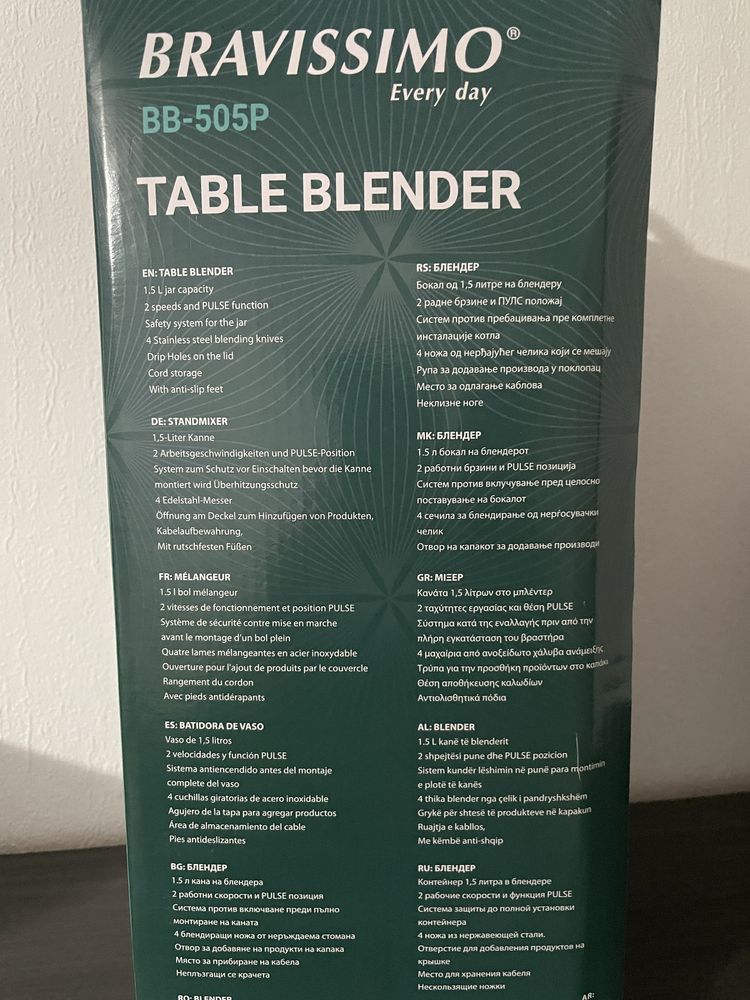 BRAVISSIMO®
Every day
BB-505P
TABLE BLENDER
EN: TABLE BLENDER
1.5 L jar capacity
2 speeds and PULSE function
Safety system for the jar
4 Stainless steel blending knives
Drip Holes on the lid
Cord storage
With anti-slip feet
DE: STANDMIXER
1,5-Liter Kanne
2 Arbeitsgeschwindigkeiten und PULSE-Position
System zum Schutz vor Einschalten bevor die Kanne
montiert wird Überhitzungsschutz
4 Edelstahl-Messer
Öffnung am Deckel zum Hinzufügen von Produkten,
Kabelaufbewahrung,
Mit rutschfesten Füßen
FR: MÉLANGEUR
1.5 l bol mélangeur
2 vitesses de fonctionnement et position PULSE
Système de sécurité contre mise en marche
avant le montage d'un bol plein
Quatre lames mélangeantes en acier inoxydable
Ouverture pour l'ajout de produits par le couvercle
Rangement du cordon
Avec pieds antidérapants
ES: BATIDORA DE VASO
Vaso de 1,5 litros
2 velocidades y función PULSE
Sistema antiencendido antes del montaje
complete del vaso
4 cuchillas giratorias de acero inoxidable
Agujero de la tapa para agregar productos
Área de almacenamiento del cable
Pies antideslizantes
BG: БЛЕНДЕР
1.5 л кана на блендера
2 работни скорости и PULSE позиция
Система против включване преди пълно
монтиране на каната
4 блендиращи ножа от неръждаема стомана
Отвор за добавяне на продукти на капака
Място за прибиране на кабела
Неплъзгащи се крачета
RO: BLENDER
RS: БЛЕНДЕР
Бокал од 1,5 литре на блендеру
2 радне брзине и ПУЛС положај
Систем против пребацивања пре комплетне
инсталације котла
4 ножа од нерђајућег челика који се мешају
Рупа за додавање производа у поклопац
Место за одлагање каблова
Неклизне ноге
MK: БЛЕНДЕР
1.5 л бокал на блендерот
2 работни брзини и PULSE позиција
Систем против вклучување пред целосно
поставување на бокалот
4 сечила за блендирање од нерѓосувачки
челик
Отвор на капакот за додавање производи
GR: ΜΙΞΕΡ
Κανάτα 1,5 λίτρων στο μπλέντερ
2 ταχύτητες εργασίας και θέση PULSE
Σύστημα κατά της εναλλαγής πριν από την
πλήρη εγκατάσταση του βραστήρα
4 μαχαίρια από ανοξείδωτο χάλυβα ανάμειξης
Τρύπα για την προσθήκη προϊόντων στο καπάκι
Θέση αποθήκευσης καλωδίων
Αντιολισθητικά πόδια
AL: BLENDER
1.5 L kanë të blenderit
2 shpejtësi pune dhe PULSE pozicion
Sistem kundër lëshimin në punë para montimin
e plotë të kanës
4 thika blender nga çelik i pandryshkshëm
Grykë për shtesë të produkteve në kapakun
Ruajtja e kabllos,
Me këmbë anti-shqip
RU: БЛЕНДЕР
Контейнер 1,5 литра в блендере
2 рабочие скорости и функция PULSE
Система защиты до полной установки
контейнера
4 ножа из нержавеющей стали.
Отверстие для добавления продуктов на
крышке
Место для хранения кабеля
Нескользящие ножки
AR: